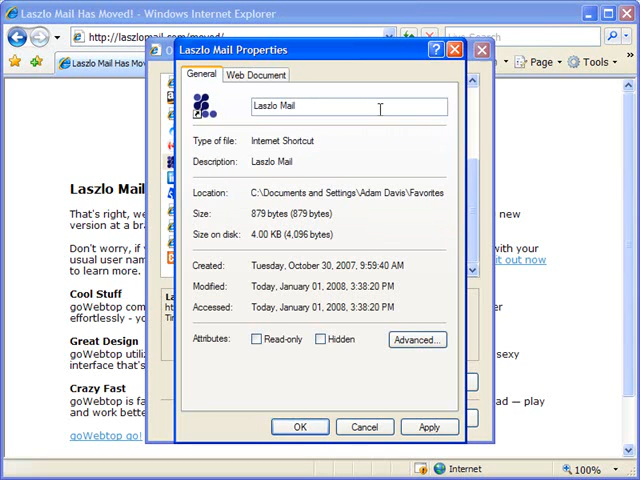 Laszlo Mail Has Moved! - Windows Internet Explorer
http://laszlomail.com/moved/
Live Search
Laszlo Mail Has Mov
Page
Tools
Laszlo Mail Properties
General
Web Document
Laszlo Mail
Type of file: Internet Shortcut
Description: Laszlo Mail
Location: C:\Documents and Settings\Adam Davis\Favorites
Size: 879 bytes (879 bytes)
Size on disk: 4.00 KB (4,096 bytes)
Created: Tuesday, October 30, 2007, 9:59:40 AM
Modified: Today, January 01, 2008, 3:38:20 PM
Accessed: Today, January 01, 2008, 3:38:20 PM
Attributes: Read-only Hidden Advanced...
OK Cancel Apply
Laszlo Mail
That's right, we new
version at a br
Don't worry, if with your
usual user nam it out now
to learn more.
Cool Stuff
goWebtop com
effortlessly - yo
Great Design
goWebtop utiliz sexy
interface that's
Crazy Fast
goWebtop is fa ad — play
and work bette
goWebtop go!
Internet
100%